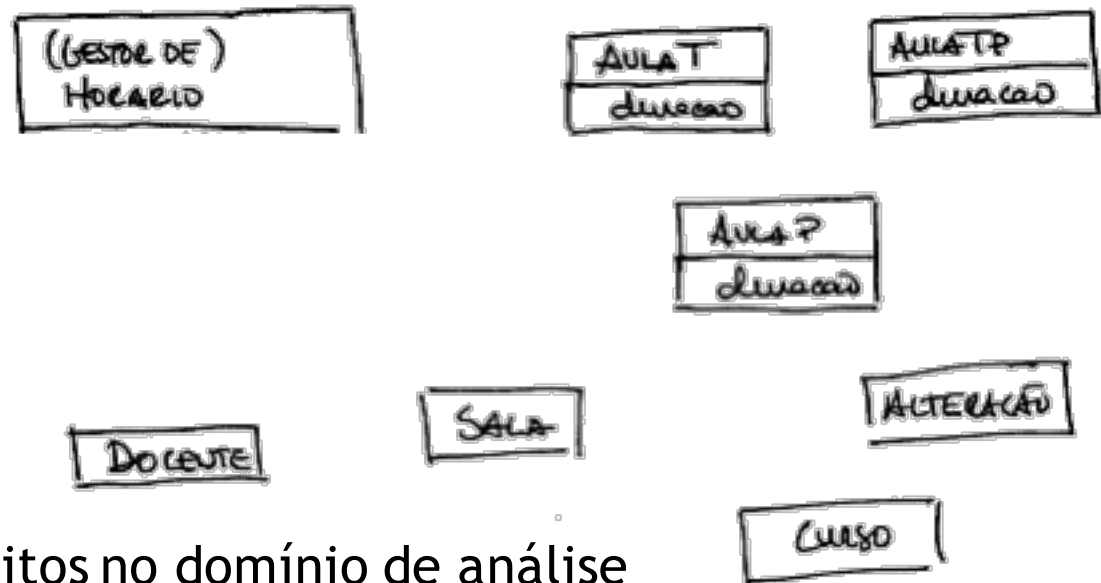 (GESTOR DE)
HORARIO
AULA T
duracao
AULA TP
duracao
AULA P
duracao
DOCENTE
SALA
ALTERACAO
CURSO
itos no domínio de análise